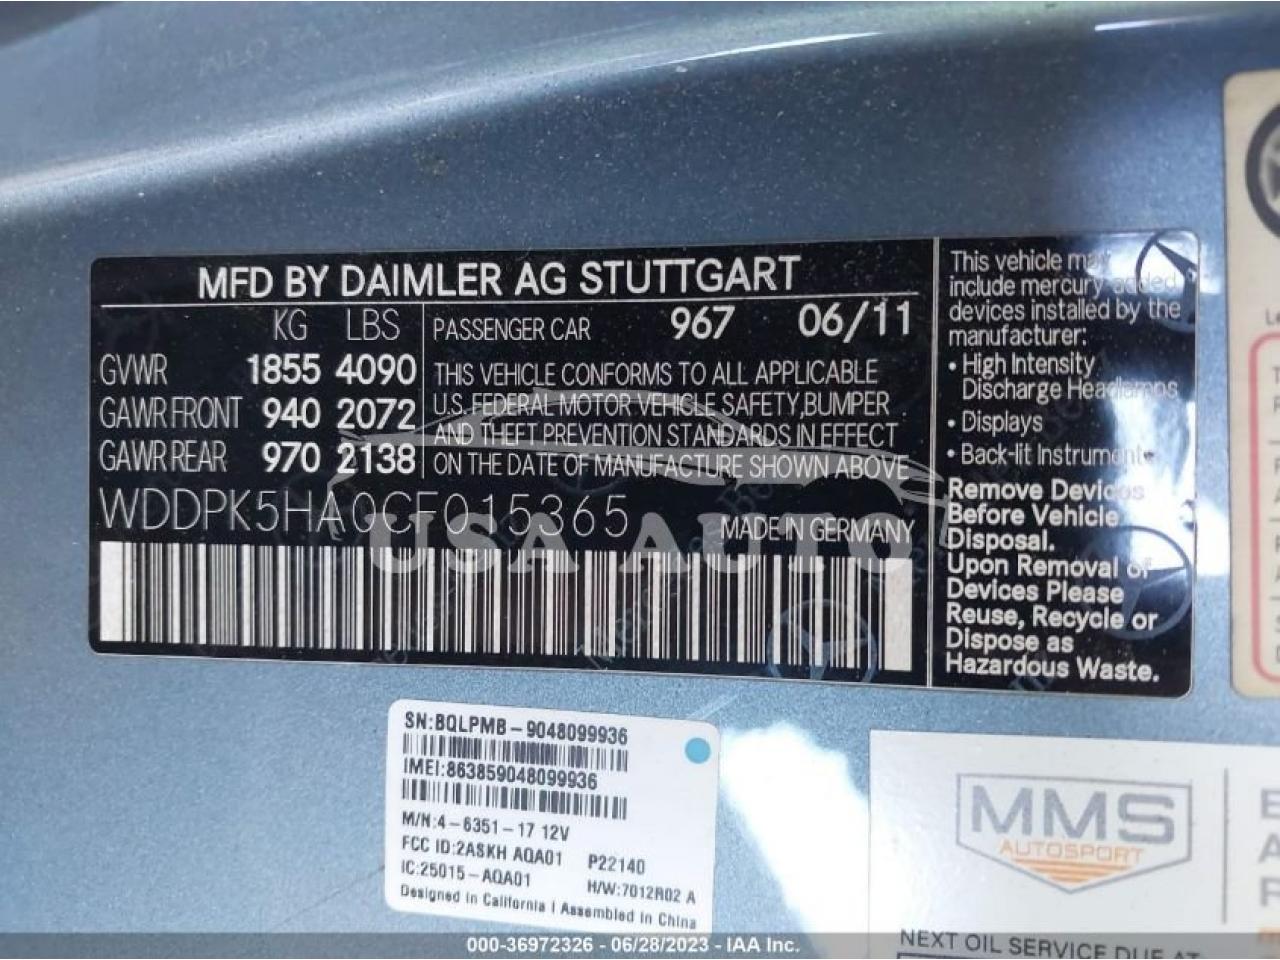 MFD BY DAIMLER AG STUTTGART
KG LBS
GVWR 1855 4090
GAWR FRONT 940 2072
GAWR REAR 970 2138
PASSENGER CAR 967 06/11
THIS VEHICLE CONFORMS TO ALL APPLICABLE
U.S. FEDERAL MOTOR VEHICLE SAFETY, BUMPER
AND THEFT PREVENTION STANDARDS IN EFFECT
ON THE DATE OF MANUFACTURE SHOWN ABOVE
WDDPK5HA0CF015365
MADE IN GERMANY
USA AUTO
This vehicle may
include mercury added
devices installed by the
manufacturer:
• High Intensity
Discharge Headlamps
• Displays
• Back-lit Instruments
Remove Devices
Before Vehicle
Disposal.
Upon Removal of
Devices Please
Reuse, Recycle or
Dispose as
Hazardous Waste.
SN:BQLPMB-9048099936
IMEI:863859048099936
M/N:4-6351-17 12V
FCC ID:2ASKH AQA01 P22140
IC:25015-AQA01 H/W:7012R02 A
Designed in California | Assembled in China
MMS
AUTOSPORT
NEXT OIL SERVICE DUE AT
000-36972326 - 06/28/2023 - IAA Inc.